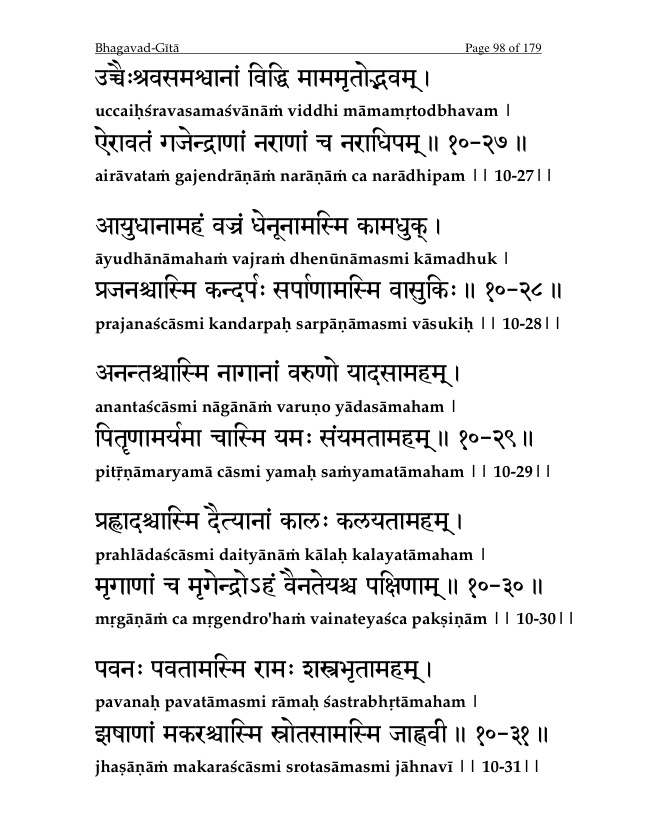 Bhagavad-Gītā Page 98 of 179
उच्चैःश्रवसमश्वानां विद्धि माममृतोद्भवम् ।
uccaiḥśravasamaśvānāṁ viddhi māmamṛtodbhavam |
ऐरावतं गजेन्द्राणां नराणां च नराधिपम् ॥ १०-२७॥
airāvataṁ gajendrāṇāṁ narāṇāṁ ca narādhipam || 10-27||
आयुधानामहं वज्रं धेनूनामस्मि कामधुक् ।
āyudhānāmahaṁ vajraṁ dhenūnāmasmi kāmadhuk |
प्रजनश्चास्मि कन्दर्पः सर्पाणामस्मि वासुकिः ॥ १०-२८॥
prajanaścāsmi kandarpaḥ sarpāṇāmasmi vāsukiḥ || 10-28||
अनन्तश्चास्मि नागानां वरुणो यादसामहम् ।
anantaścāsmi nāgānāṁ varuṇo yādasāmaham |
पितॄणामर्यमा चास्मि यमः संयमतामहम् ॥ १०-२९॥
pitṝṇāmaryamā cāsmi yamaḥ saṁyamatāmaham || 10-29||
प्रह्लादश्चास्मि दैत्यानां कालः कलयतामहम् ।
prahlādaścāsmi daityānāṁ kālaḥ kalayatāmaham |
मृगाणां च मृगेन्द्रोऽहं वैनतेयश्च पक्षिणाम् ॥ १०-३०॥
mṛgāṇāṁ ca mṛgendro'haṁ vainateyaśca pakṣiṇām || 10-30||
पवनः पवतामस्मि रामः शस्त्रभृतामहम् ।
pavanaḥ pavatāmasmi rāmaḥ śastrabhṛtāmaham |
झषाणां मकरश्चास्मि स्रोतसामस्मि जाह्नवी ॥ १०-३१॥
jhaṣāṇāṁ makaraścāsmi srotasāmasmi jāhnavī || 10-31||